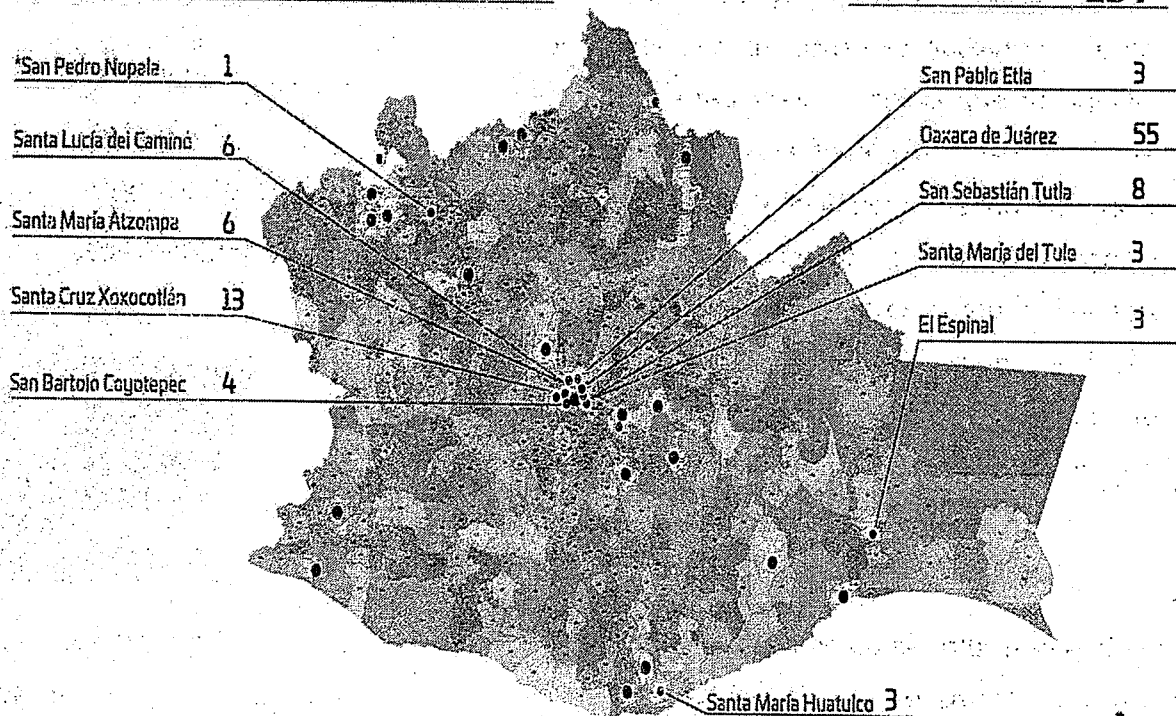 *San Pedro Nopala 1
Santa Lucía del Camino 6
Santa María Atzompa 6
Santa Cruz Xoxocotlán 13
San Bartolo Coyotepec 4
San Pablo Etla 3
Oaxaca de Juárez 55
San Sebastián Tutla 8
Santa María del Tule 3
El Espinal 3
Santa María Huatulco 3